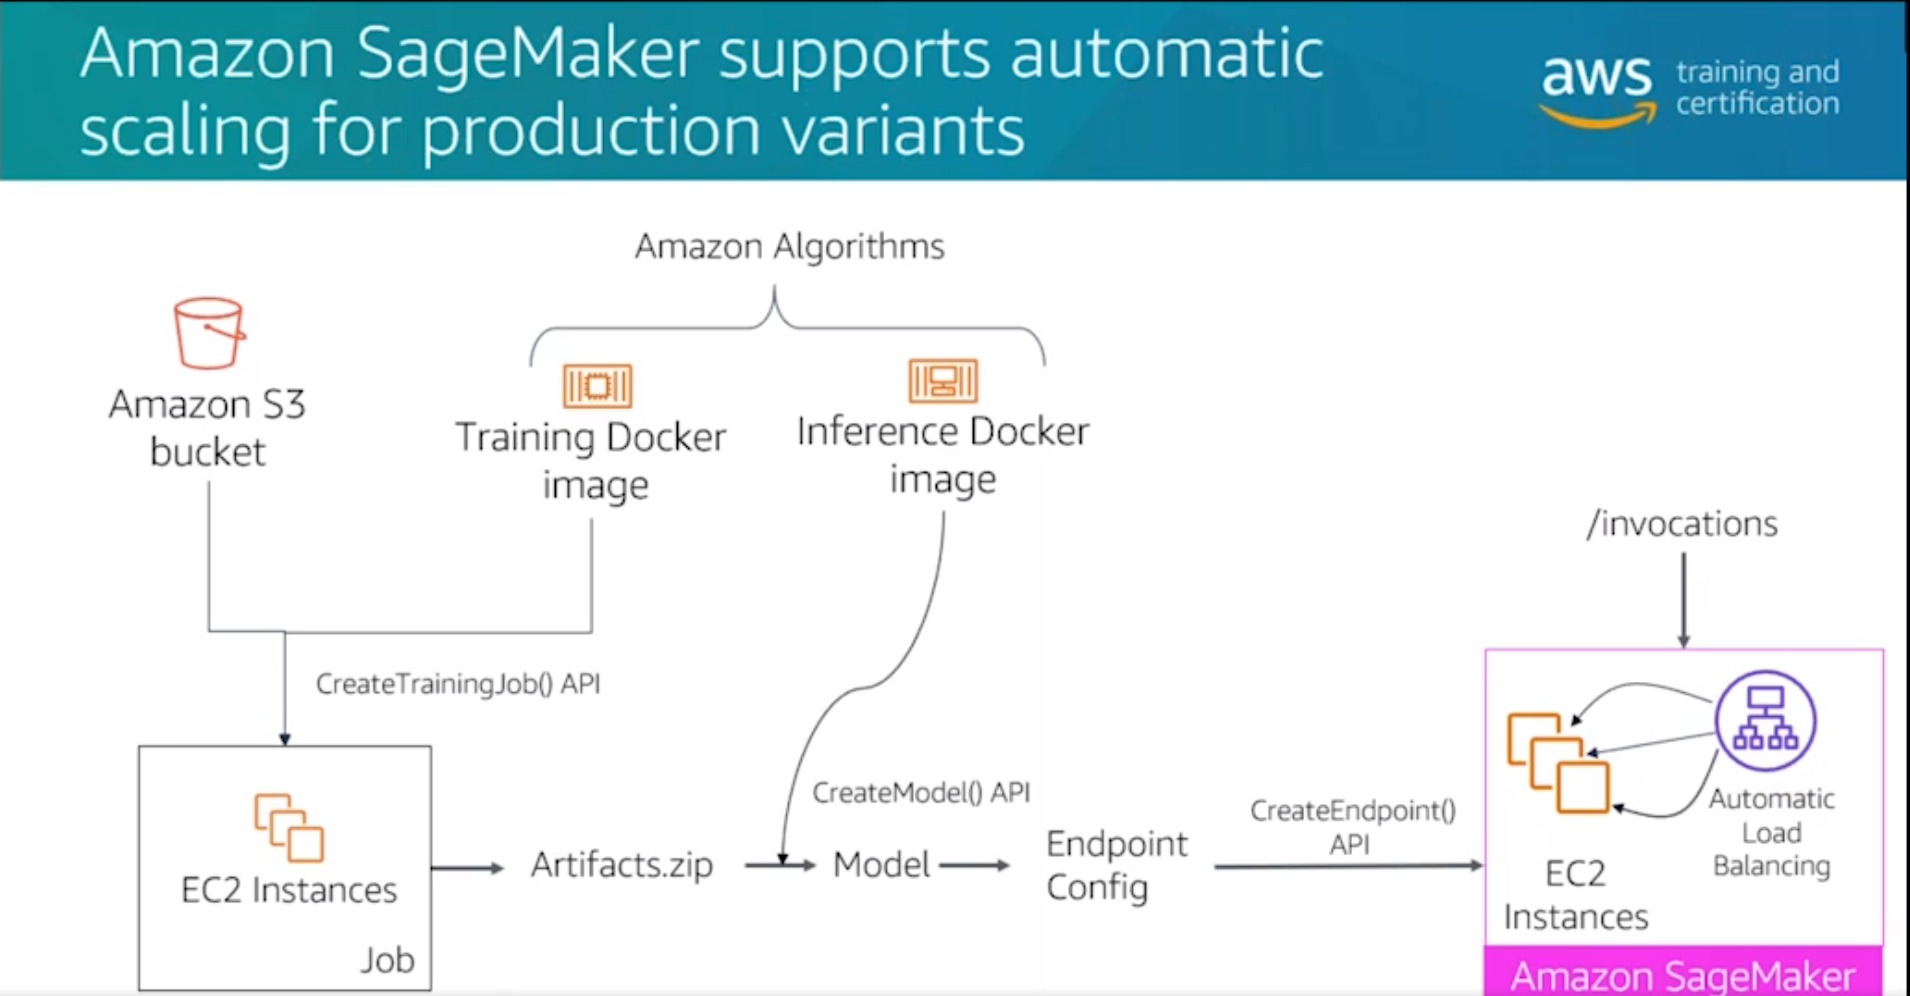 Amazon SageMaker supports automatic
scaling for production variants
aws
training and
certification
Amazon Algorithms
Amazon S3
bucket
Training Docker
image
Inference Docker
image
/invocations
CreateTrainingJob() API
CreateModel() API
CreateEndpoint()
API
EC2 Instances
Job
Artifacts.zip
Model
Endpoint
Config
EC2
Instances
Automatic
Load
Balancing
Amazon SageMaker